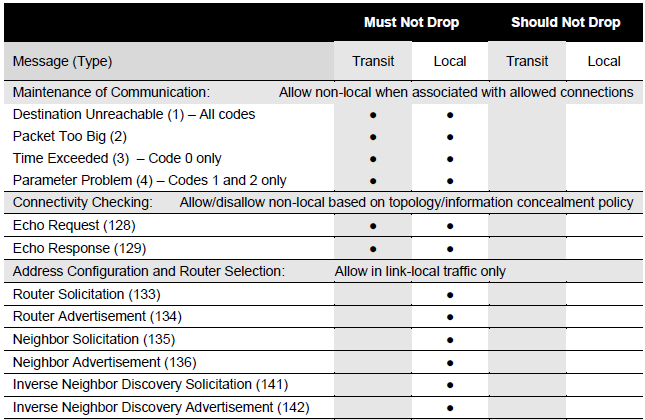 Must Not Drop Should Not Drop
Message (Type) Transit Local Transit Local
Maintenance of Communication: Allow non-local when associated with allowed connections
Destination Unreachable (1) – All codes ● ●
Packet Too Big (2) ● ●
Time Exceeded (3) – Code 0 only ● ●
Parameter Problem (4) – Codes 1 and 2 only ● ●
Connectivity Checking: Allow/disallow non-local based on topology/information concealment policy
Echo Request (128) ● ●
Echo Response (129) ● ●
Address Configuration and Router Selection: Allow in link-local traffic only
Router Solicitation (133) ●
Router Advertisement (134) ●
Neighbor Solicitation (135) ●
Neighbor Advertisement (136) ●
Inverse Neighbor Discovery Solicitation (141) ●
Inverse Neighbor Discovery Advertisement (142) ●